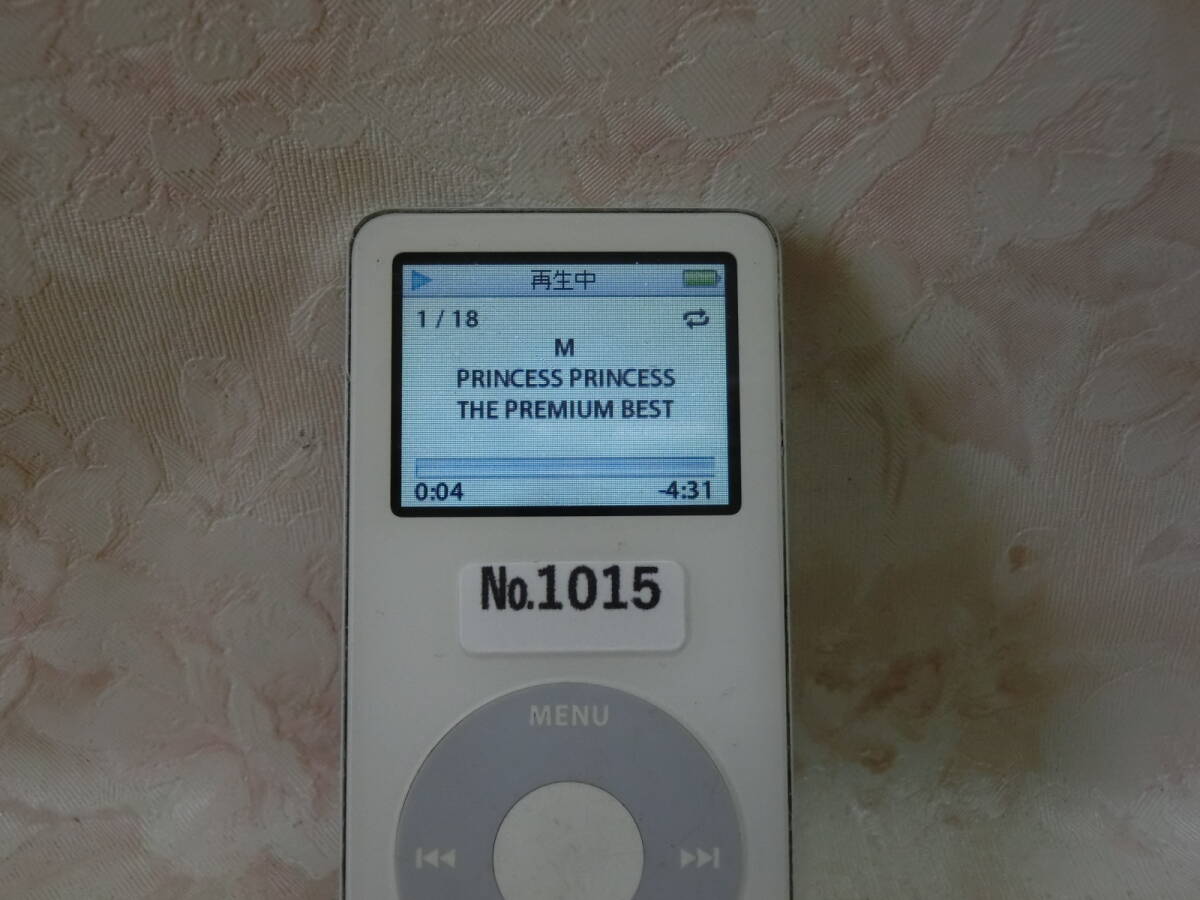 再生中
1 / 18
M
PRINCESS PRINCESS
THE PREMIUM BEST
0:04 -4:31
No.1015
MENU